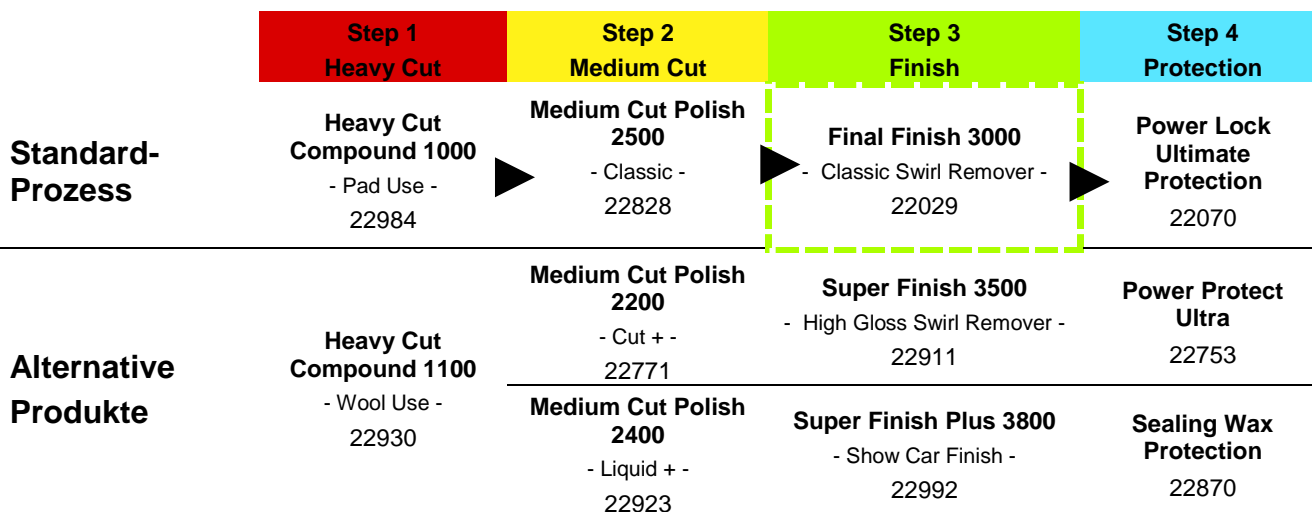 Step 1
Heavy Cut
Step 2
Medium Cut
Step 3
Finish
Step 4
Protection
Standard-
Prozess
Heavy Cut
Compound 1000
- Pad Use -
22984
Medium Cut Polish
2500
- Classic -
22828
Final Finish 3000
- Classic Swirl Remover -
22029
Power Lock
Ultimate
Protection
22070
Alternative
Produkte
Heavy Cut
Compound 1100
- Wool Use -
22930
Medium Cut Polish
2200
- Cut + -
22771
Super Finish 3500
- High Gloss Swirl Remover -
22911
Power Protect
Ultra
22753
Medium Cut Polish
2400
- Liquid + -
22923
Super Finish Plus 3800
- Show Car Finish -
22992
Sealing Wax
Protection
22870